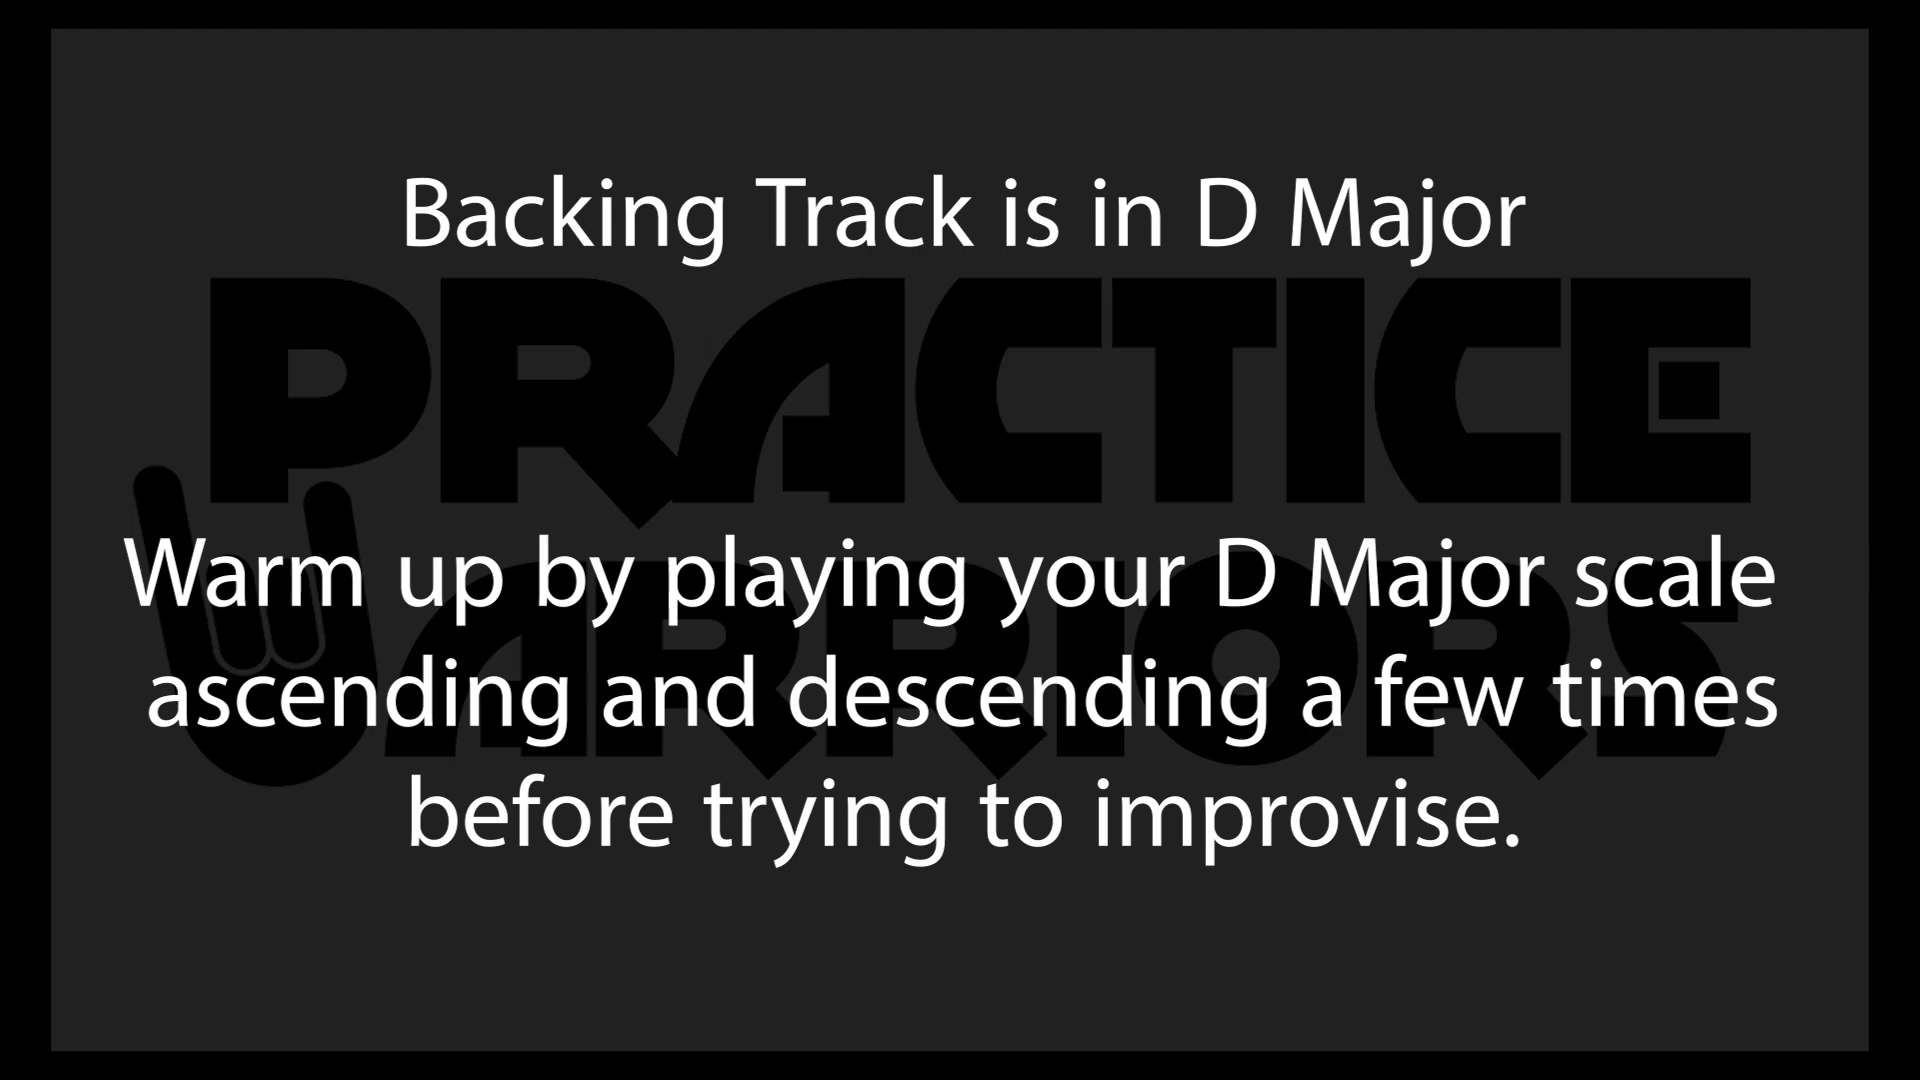 Backing Track is in D Major
PRACTICE
WARRIORS
Warm up by playing your D Major scale
ascending and descending a few times
before trying to improvise.